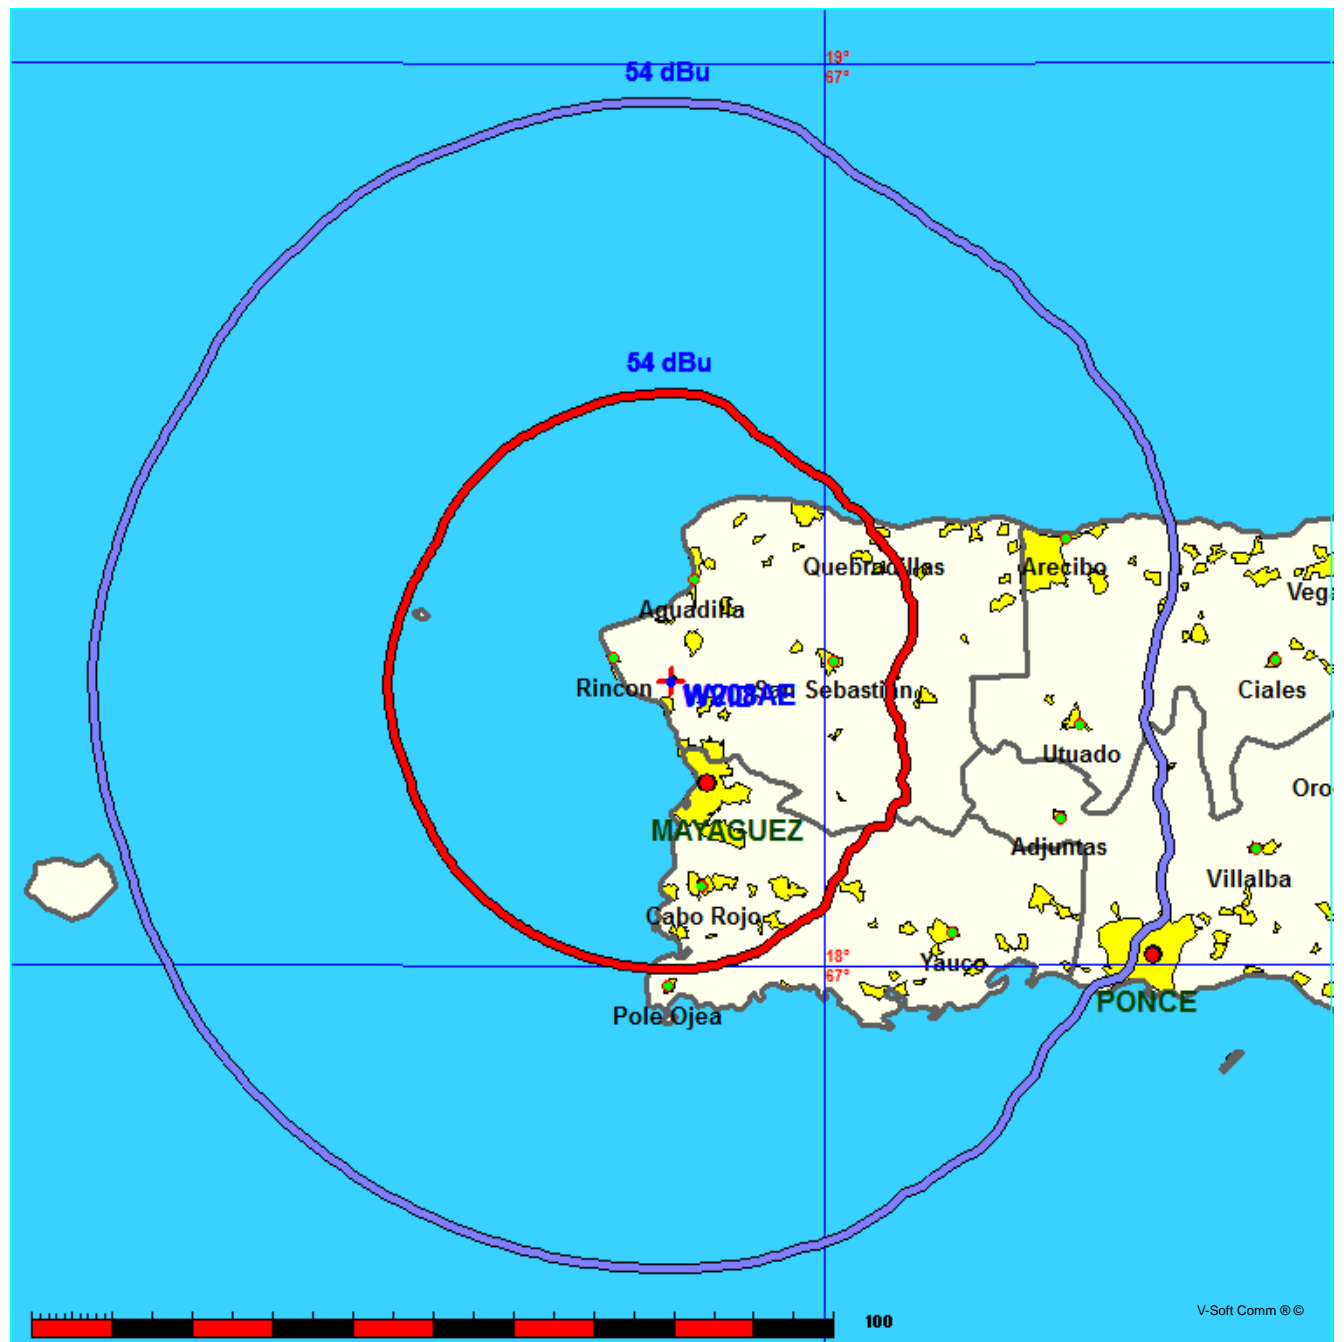 19°
67°
54 dBu
54 dBu
Quebradillas
Arecibo
Vega
Aguadilla
Rincon
W208AE
San Sebastian
Ciales
Utuado
Oro
MAYAGUEZ
Adjuntas
Villalba
Cabo Rojo
Yauco
18°
67°
PONCE
Pole Ojea
V-Soft Comm ® ©
100